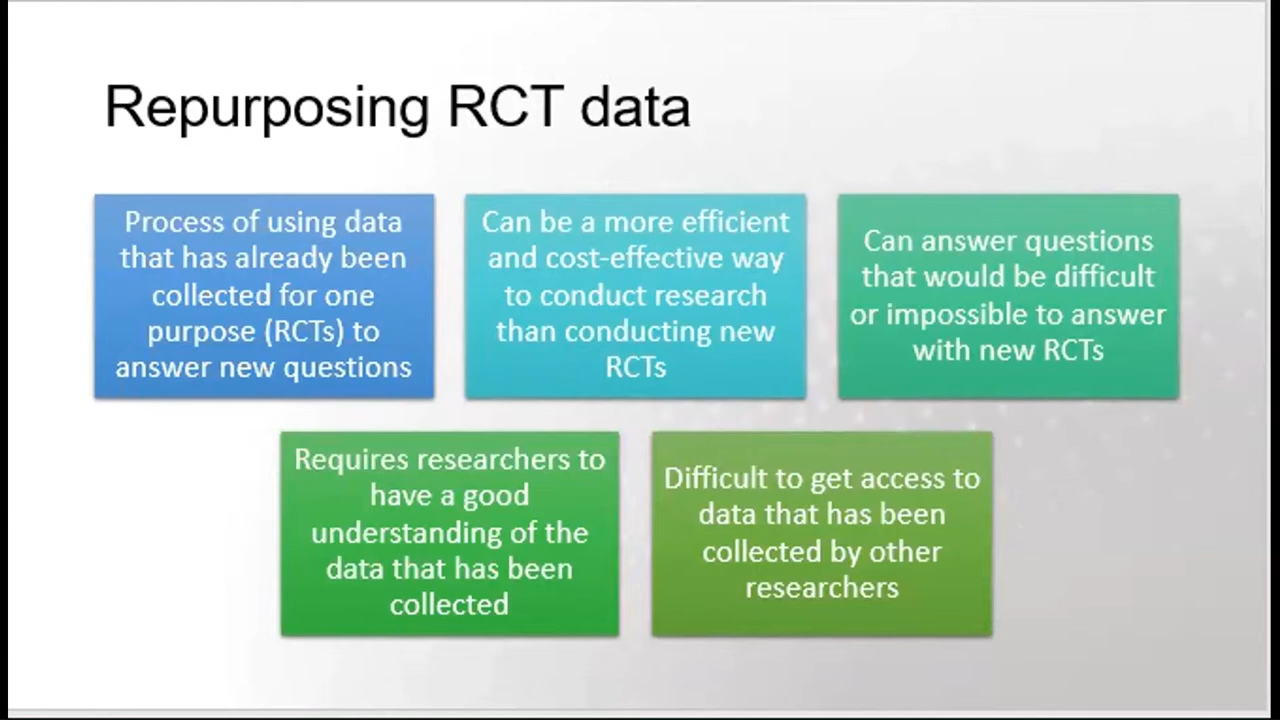 Repurposing RCT data
Process of using data
that has already been
collected for one
purpose (RCTs) to
answer new questions
Can be a more efficient
and cost-effective way
to conduct research
than conducting new
RCTs
Can answer questions
that would be difficult
or impossible to answer
with new RCTs
Requires researchers to
have a good
understanding of the
data that has been
collected
Difficult to get access to
data that has been
collected by other
researchers